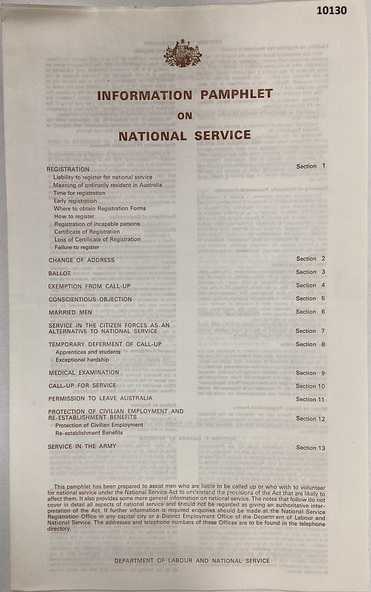 10130
INFORMATION PAMPHLET
ON
NATIONAL SERVICE
REGISTRATION Section 1
Liability to register for national service
Meaning of ordinarily resident in Australia
Time for registration
Early registration
Where to obtain Registration Forms
How to register
Registration of incapable persons
Certificate of Registration
Loss of Certificate of Registration
Failure to register
CHANGE OF ADDRESS Section 2
BALLOT Section 3
EXEMPTION FROM CALL-UP Section 4
CONSCIENTIOUS OBJECTION Section 5
MARRIED MEN Section 6
SERVICE IN THE CITIZEN FORCES AS AN
ALTERNATIVE TO NATIONAL SERVICE Section 7
TEMPORARY DEFERMENT OF CALL-UP Section 8
Apprentices and students
Exceptional hardship
MEDICAL EXAMINATION Section 9
CALL-UP FOR SERVICE Section 10
PERMISSION TO LEAVE AUSTRALIA Section 11
PROTECTION OF CIVILIAN EMPLOYMENT AND
RE-ESTABLISHMENT BENEFITS Section 12
Protection of Civilian Employment
Re-establishment Benefits
SERVICE IN THE ARMY Section 13
This pamphlet has been prepared to assist men who are liable to be called up or who wish to volunteer
for national service under the National Service Act to understand the provisions of the Act that are likely to
affect them. It also provides some more general information on national service. The notes that follow do not
cover in detail all aspects of national service and should not be regarded as giving an authoritative inter-
pretation of the Act. If further information is required enquiries should be made at the National Service
Registration Office in any capital city or a District Employment Office of the Department of Labour and
National Service. The addresses and telephone numbers of these Offices are to be found in the telephone
directory.
DEPARTMENT OF LABOUR AND NATIONAL SERVICE